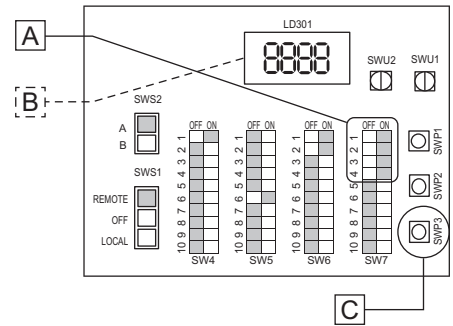 LD301
8888
A
SWU2 SWU1
B
SWS2
A
B
OFF ON OFF ON OFF ON OFF ON
1 2 3 4 5 6 7 8 9 10
1 2 3 4 5 6 7 8 9 10
1 2 3 4 5 6 7 8 9 10
1 2 3 4 5 6 7 8 9 10
SWP1
SWS1
REMOTE
OFF
LOCAL
SWP2
SWP3
SW4 SW5 SW6 SW7
C